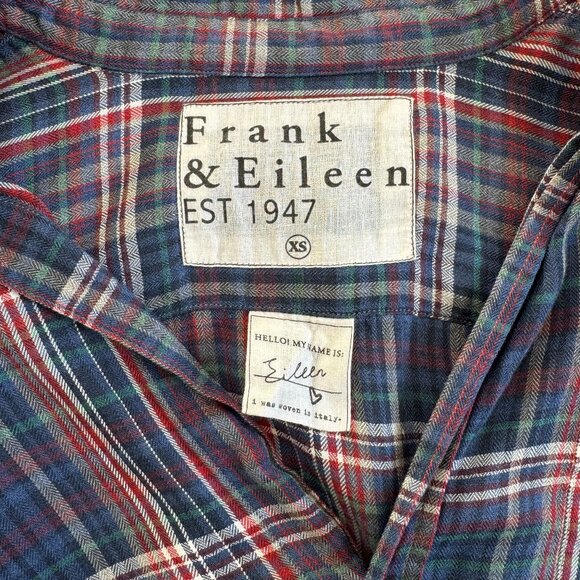 Frank
& Eileen
EST 1947
XS
HELLO! MY NAME IS:
Eileen
i was woven in italy.